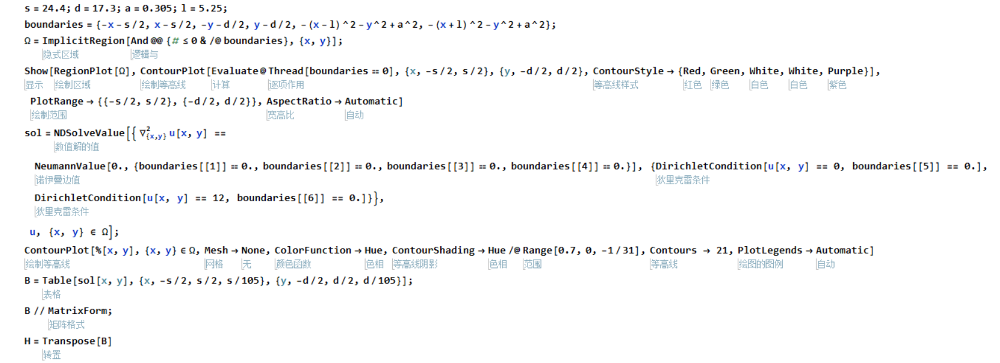 s = 24.4; d = 17.3; a = 0.305; l = 5.25;
boundaries = {-x - s/2, x - s/2, -y - d/2, y - d/2, -(x - l)^2 - y^2 + a^2, -(x + l)^2 - y^2 + a^2};
Ω = ImplicitRegion[And @@ {# ≤ 0 & /@ boundaries}, {x, y}];
隐式区域 逻辑与
Show[RegionPlot[Ω], ContourPlot[Evaluate@Thread[boundaries == 0], {x, -s/2, s/2}, {y, -d/2, d/2}, ContourStyle → {Red, Green, White, White, Purple}],
显示 绘制区域 绘制等高线 计算 逐项作用 等高线样式 红色 绿色 白色 白色 紫色
PlotRange → {{-s/2, s/2}, {-d/2, d/2}}, AspectRatio → Automatic]
绘制范围 宽高比 自动
sol = NDSolveValue[{∇²{x,y} u[x, y] ==
数值解的值
NeumannValue[0., {boundaries[[1]] == 0., boundaries[[2]] == 0., boundaries[[3]] == 0., boundaries[[4]] == 0.}], {DirichletCondition[u[x, y] == 0, boundaries[[5]] == 0.],
诺伊曼边值 狄里克雷条件
DirichletCondition[u[x, y] == 12, boundaries[[6]] == 0.]}},
狄里克雷条件
u, {x, y} ∈ Ω];
ContourPlot[%[x, y], {x, y} ∈ Ω, Mesh → None, ColorFunction → Hue, ContourShading → Hue /@ Range[0.7, 0, -1/31], Contours → 21, PlotLegends → Automatic]
绘制等高线 网格 无 颜色函数 色相 等高线阴影 色相 范围 等高线 绘图的图例 自动
B = Table[sol[x, y], {x, -s/2, s/2, s/105}, {y, -d/2, d/2, d/105}];
表格
B // MatrixForm;
矩阵格式
H = Transpose[B]
转置